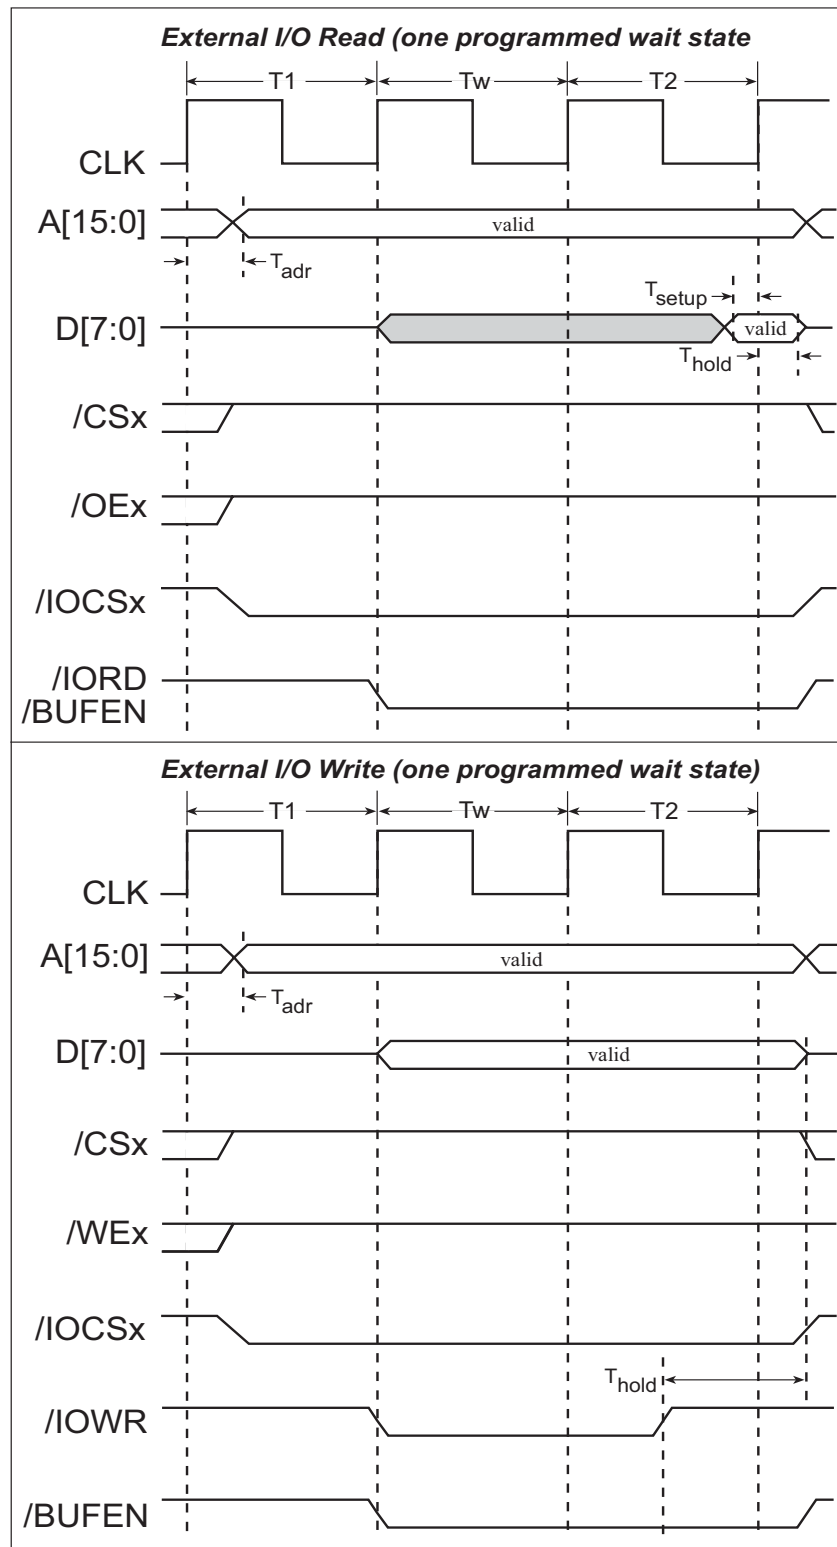 External I/O Read (one programmed wait state
T1 Tw T2
CLK
A[15:0] valid
Tadr
Tsetup
D[7:0] valid
Thold
/CSx
/OEx
/IOCSx
/IORD
/BUFEN
External I/O Write (one programmed wait state)
T1 Tw T2
CLK
A[15:0] valid
Tadr
D[7:0] valid
/CSx
/WEx
/IOCSx
Thold
/IOWR
/BUFEN